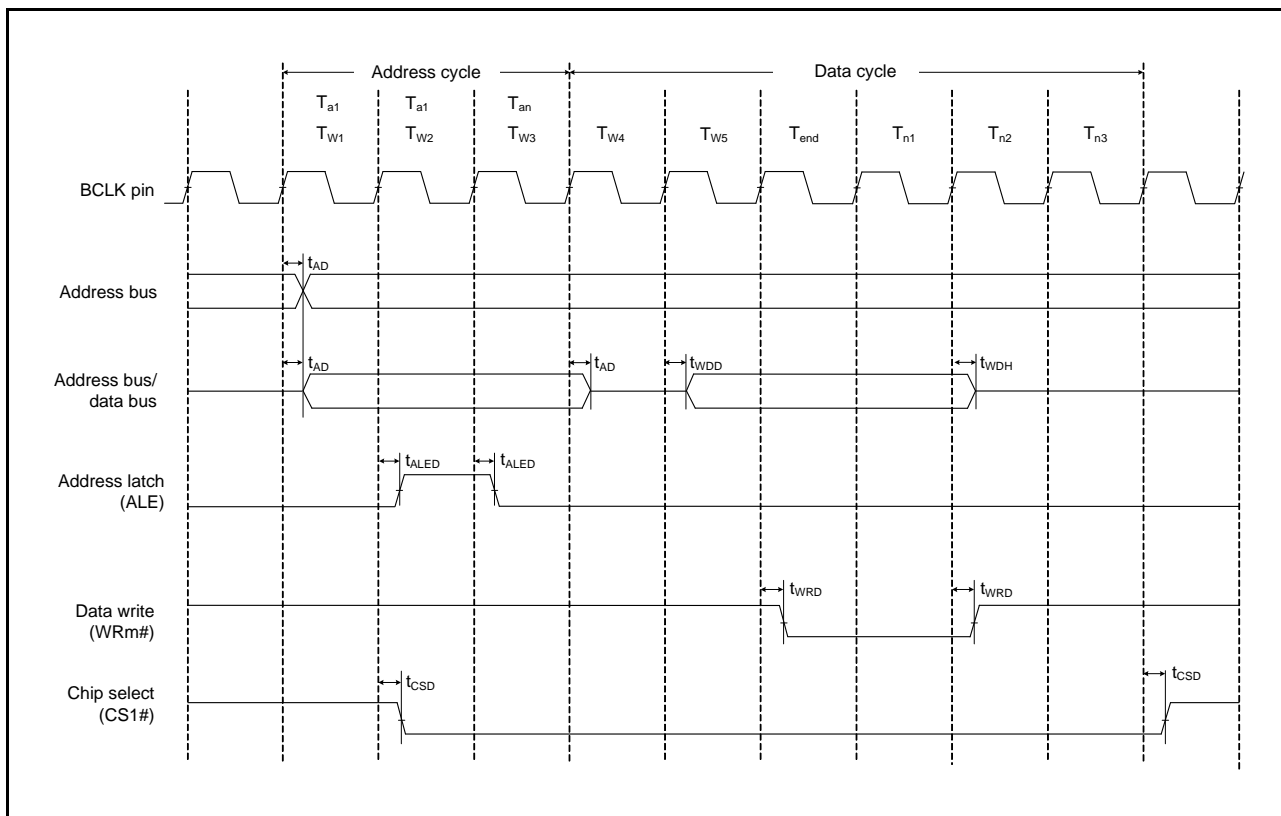 Address cycle Data cycle
Ta1 Ta1 Tan
TW1 TW2 TW3 TW4 TW5 Tend Tn1 Tn2 Tn3
BCLK pin
tAD
Address bus
tAD tAD tWDD tWDH
Address bus/
data bus
tALED tALED
Address latch
(ALE)
tWRD tWRD
Data write
(WRm#)
tCSD tCSD
Chip select
(CS1#)